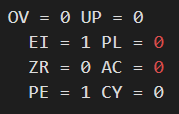 OV = 0 UP = 0
EI = 1 PL = 0
ZR = 0 AC = 0
PE = 1 CY = 0